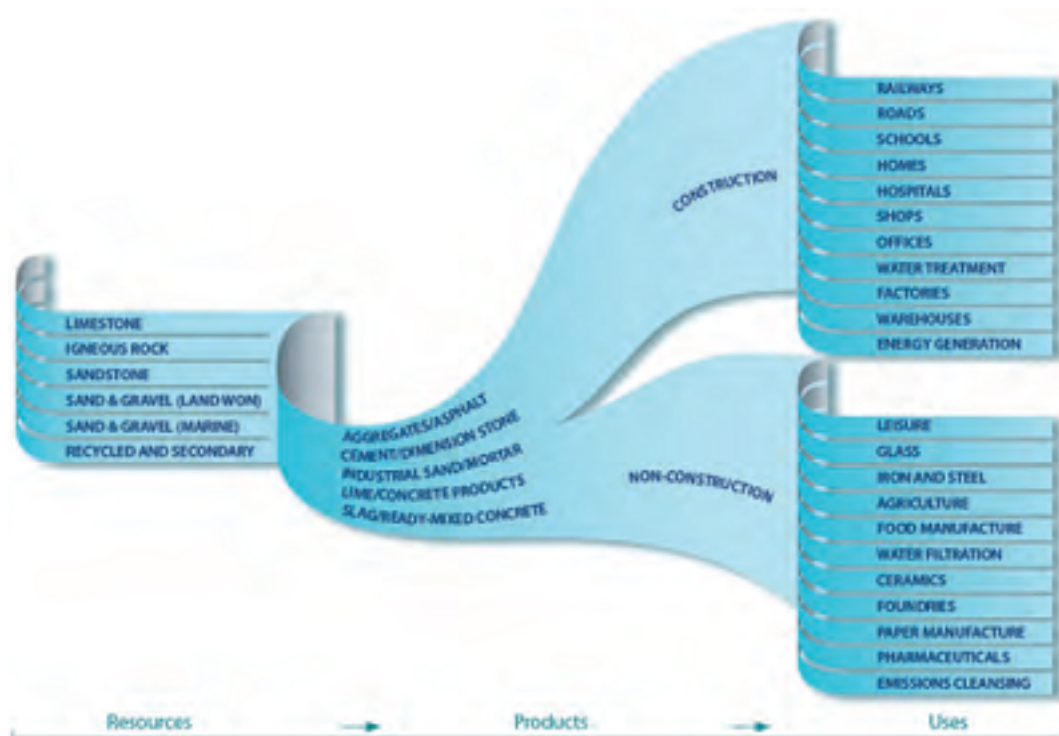 LIMESTONE
IGNEOUS ROCK
SANDSTONE
SAND & GRAVEL (LAND WON)
SAND & GRAVEL (MARINE)
RECYCLED AND SECONDARY
AGGREGATES/ASPHALT
CEMENT/DIMENSION STONE
INDUSTRIAL SAND/MORTAR
LIME/CONCRETE PRODUCTS
SLAG/READY-MIXED CONCRETE
CONSTRUCTION
RAILWAYS
ROADS
SCHOOLS
HOMES
HOSPITALS
SHOPS
OFFICES
WATER TREATMENT
FACTORIES
WAREHOUSES
ENERGY GENERATION
NON-CONSTRUCTION
LEISURE
GLASS
IRON AND STEEL
AGRICULTURE
FOOD MANUFACTURE
WATER FILTRATION
CERAMICS
FOUNDRIES
PAPER MANUFACTURE
PHARMACEUTICALS
EMISSIONS CLEANSING
Resources
Products
Uses